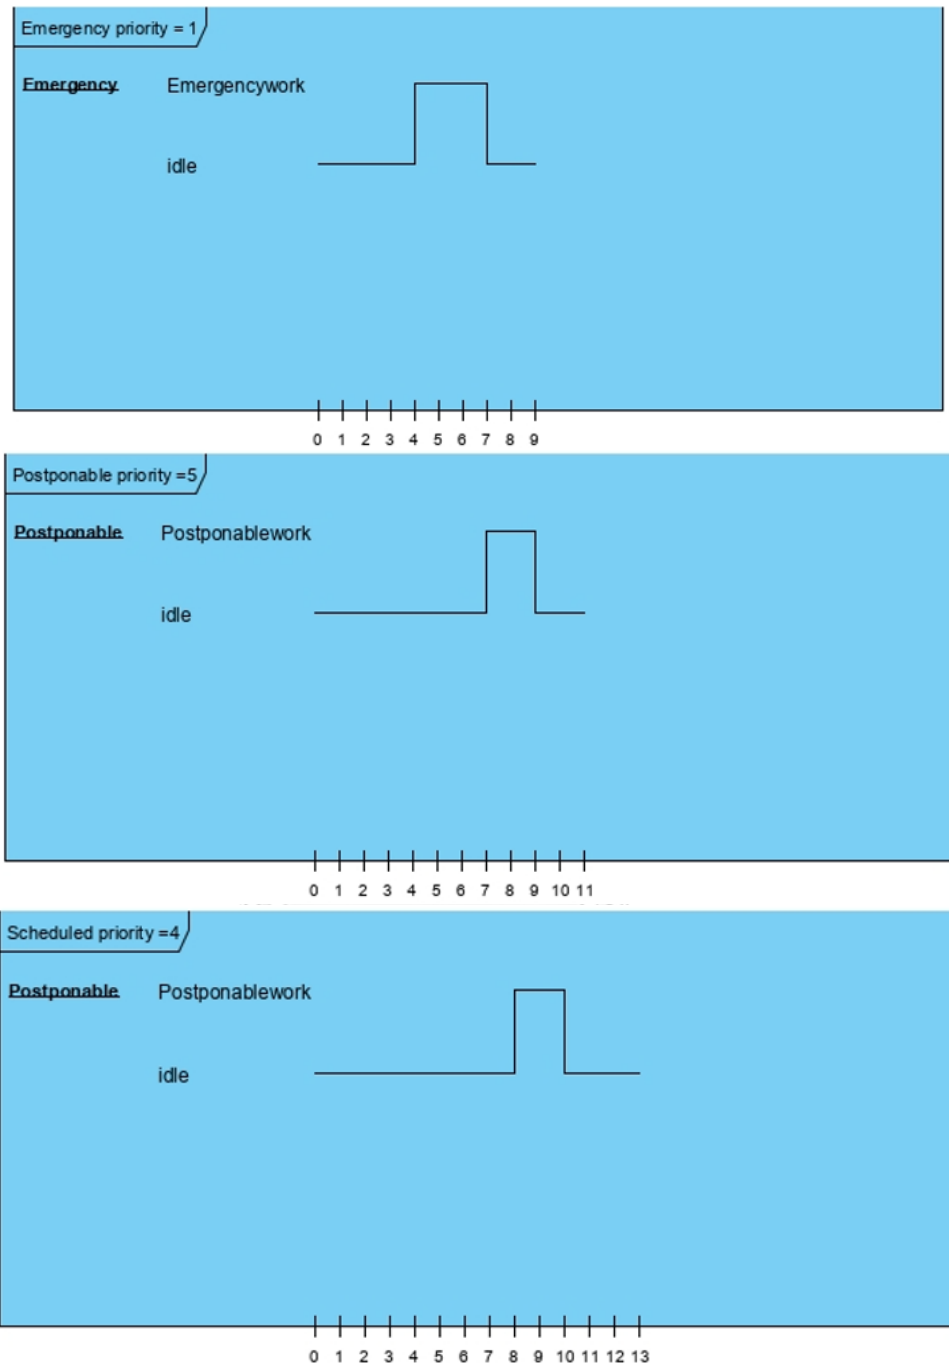 Emergency priority = 1
Emergency Emergencywork
idle
0 1 2 3 4 5 6 7 8 9
Postponable priority =5
Postponable Postponablework
idle
0 1 2 3 4 5 6 7 8 9 10 11
Scheduled priority =4
Postponable Postponablework
idle
0 1 2 3 4 5 6 7 8 9 10 11 12 13